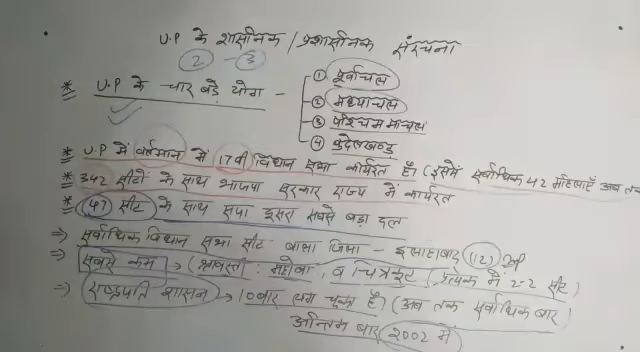 U.P के शासनिक / प्रशासनिक संरचना
2 - 3
* U.P के चार बड़े योग -
① पूर्वांचल
② मध्यांचल
③ पश्चिमांचल
④ बुंदेलखण्ड
* U.P में वर्तमान में 17वी विधान सभा कार्यरत है। (इसमें सर्वाधिक 42 महिलाएँ अब तक
* 342 सीटों के साथ भाजपा सरकार राज्य में कार्यरत
* 47 सीट के साथ सपा दूसरा सबसे बड़ा दल
⇒ सर्वाधिक विधान सभा सीट वाला जिला - इलाहाबाद (12)
⇒ सबसे कम → (श्रावस्ती, महोबा, व चित्रकूट (प्रत्येक में 2-2 सीट)
⇒ राष्ट्रपति शासन → 10 बार लग चुका है। (अब तक सर्वाधिक बार)
अन्तिम बार 2002 में